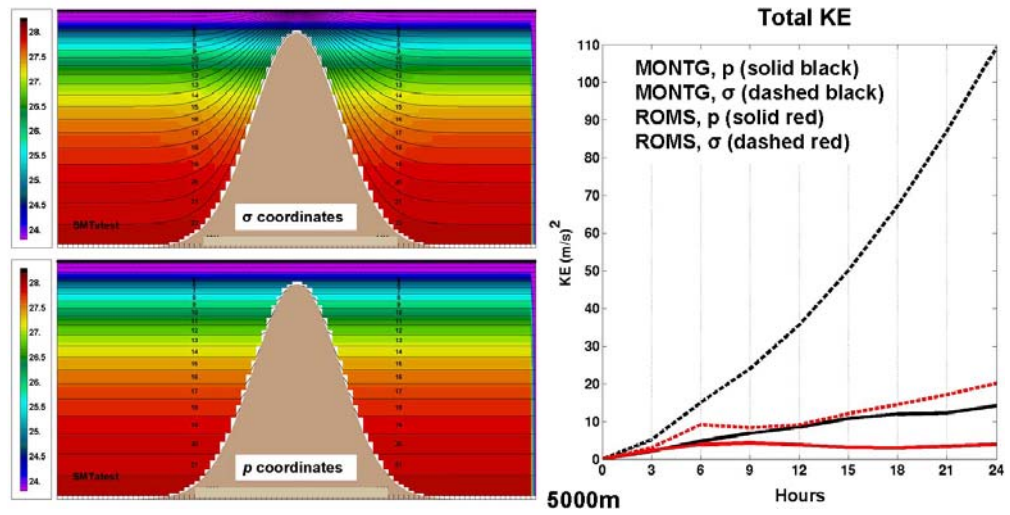 28.
27.5
27.
26.5
26.
25.5
25.
24.5
24.
σ coordinates
28.
27.5
27.
26.5
26.
25.5
25.
24.5
24.
p coordinates
5000m
Total KE
MONTG, p (solid black)
MONTG, σ (dashed black)
ROMS, p (solid red)
ROMS, σ (dashed red)
KE (m/s)²
110
100
90
80
70
60
50
40
30
20
10
0
0 3 6 9 12 15 18 21 24
Hours